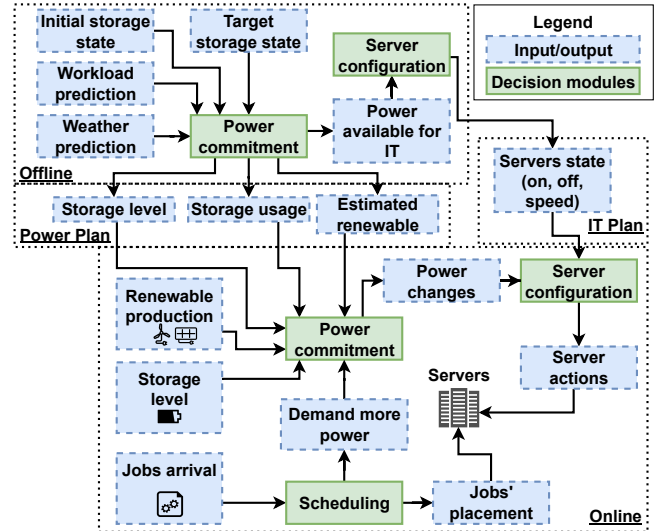 Initial storage
state
Target
storage state
Legend
Input/output
Decision modules
Server
configuration
Workload
prediction
Weather
prediction
Power
commitment
Power
available for
IT
Offline
Servers state
(on, off,
speed)
IT Plan
Storage level
Storage usage
Estimated
renewable
Power Plan
Renewable
production
Power
changes
Server
configuration
Power
commitment
Storage
level
Servers
Server
actions
Demand more
power
Jobs arrival
Scheduling
Jobs'
placement
Online